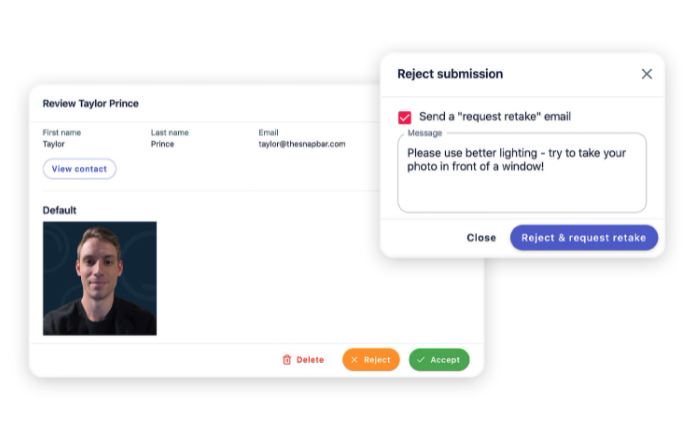 Review Taylor Prince
First name Last name Email
Taylor Prince taylor@thesnapbar.com
View contact
Default
Delete Reject Accept
Reject submission
Send a "request retake" email
Message
Please use better lighting - try to take your
photo in front of a window!
Close Reject & request retake